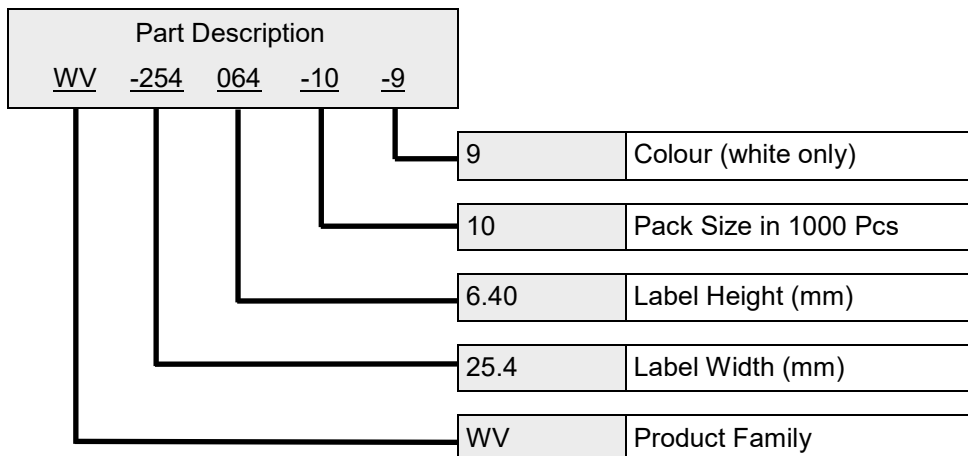 Part Description
WV -254 064 -10 -9
9 Colour (white only)
10 Pack Size in 1000 Pcs
6.40 Label Height (mm)
25.4 Label Width (mm)
WV Product Family